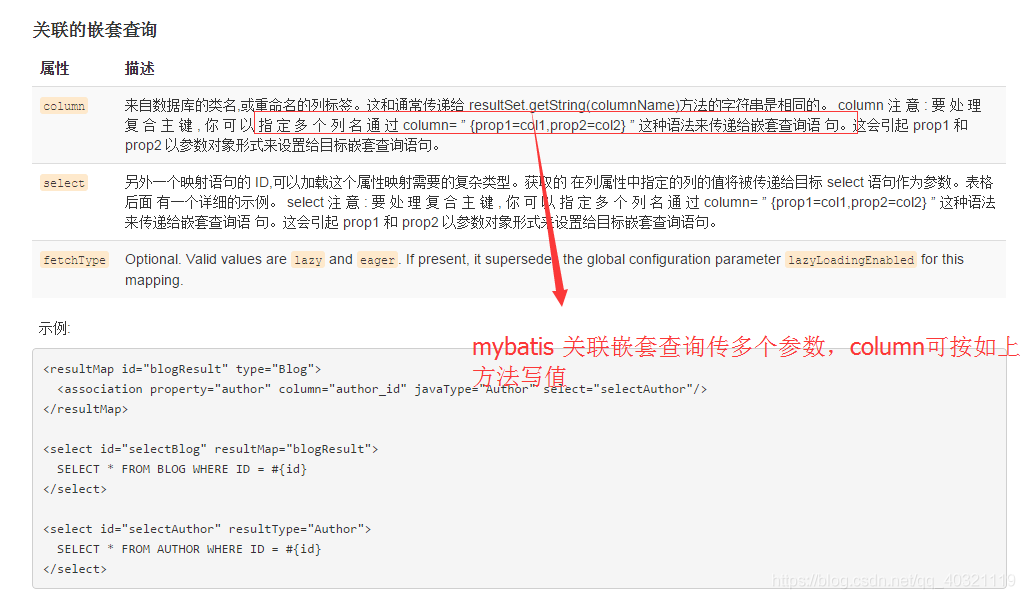 关联的嵌套查询
属性 描述
column 来自数据库的类名,或重命名的列标签。这和通常传递给 resultSet.getString(columnName)方法的字符串是相同的。 column 注 意 : 要 处 理
复 合 主 键 , 你 可 以 指 定 多 个 列 名 通 过 column= ” {prop1=col1,prop2=col2} ” 这种语法来传递给嵌套查询语 句。这会引起 prop1 和
prop2 以参数对象形式来设置给目标嵌套查询语句。
select 另外一个映射语句的 ID,可以加载这个属性映射需要的复杂类型。获取的 在列属性中指定的列的值将被传递给目标 select 语句作为参数。表格
后面 有一个详细的示例。 select 注 意 : 要 处 理 复 合 主 键 , 你 可 以 指 定 多 个 列 名 通 过 column= ” {prop1=col1,prop2=col2} ” 这种语法
来传递给嵌套查询语 句。这会引起 prop1 和 prop2 以参数对象形式来设置给目标嵌套查询语句。
fetchType Optional. Valid values are lazy and eager. If present, it supersedes the global configuration parameter lazyLoadingEnabled for this
mapping.
示例:
mybatis 关联嵌套查询传多个参数，column可按如上
方法写值
<resultMap id="blogResult" type="Blog">
  <association property="author" column="author_id" javaType="Author" select="selectAuthor"/>
</resultMap>
<select id="selectBlog" resultMap="blogResult">
  SELECT * FROM BLOG WHERE ID = #{id}
</select>
<select id="selectAuthor" resultType="Author">
  SELECT * FROM AUTHOR WHERE ID = #{id}
</select>
https://blog.csdn.net/qq_40321119